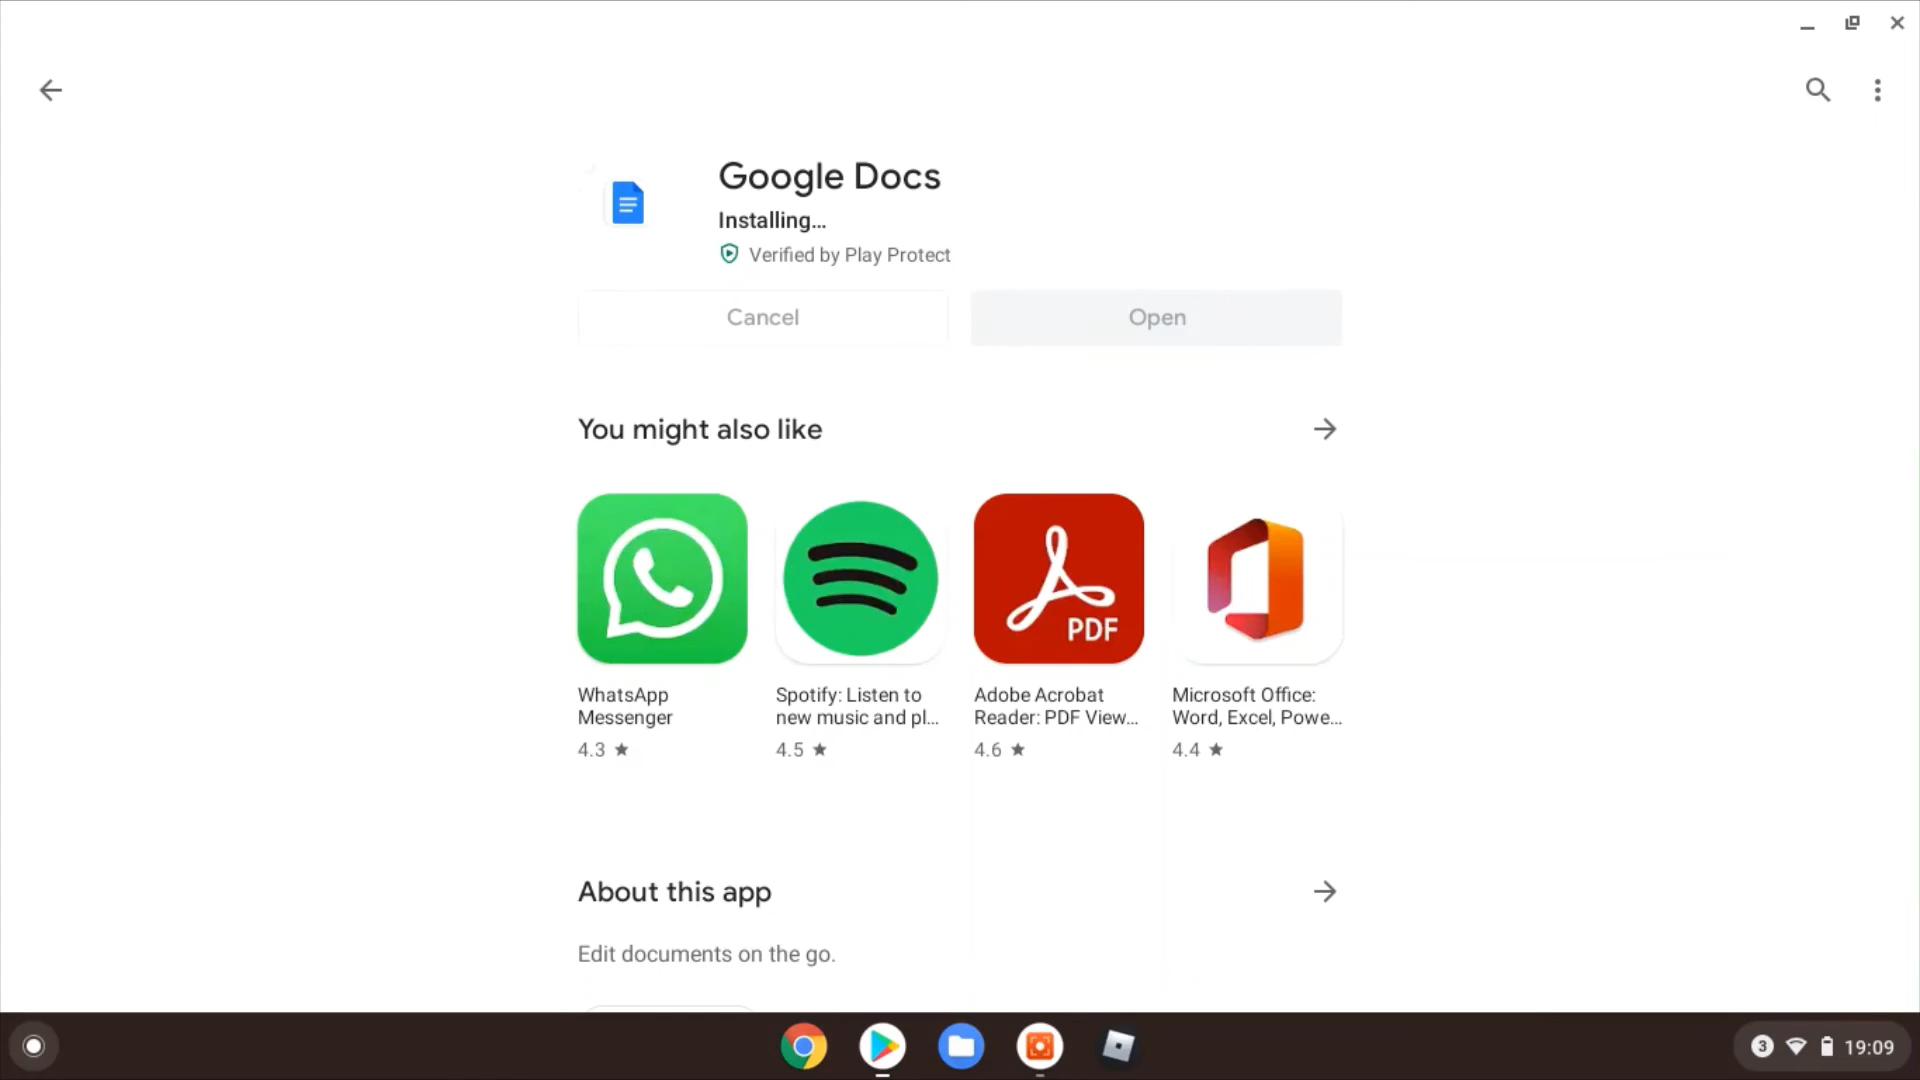 Google Docs
Installing...
Verified by Play Protect
Cancel
Open
You might also like
PDF
WhatsApp
Messenger
4.3 ★
Spotify: Listen to
new music and pl...
4.5 ★
Adobe Acrobat
Reader: PDF View...
4.6 ★
Microsoft Office:
Word, Excel, Powe...
4.4 ★
About this app
Edit documents on the go.
3
19:09